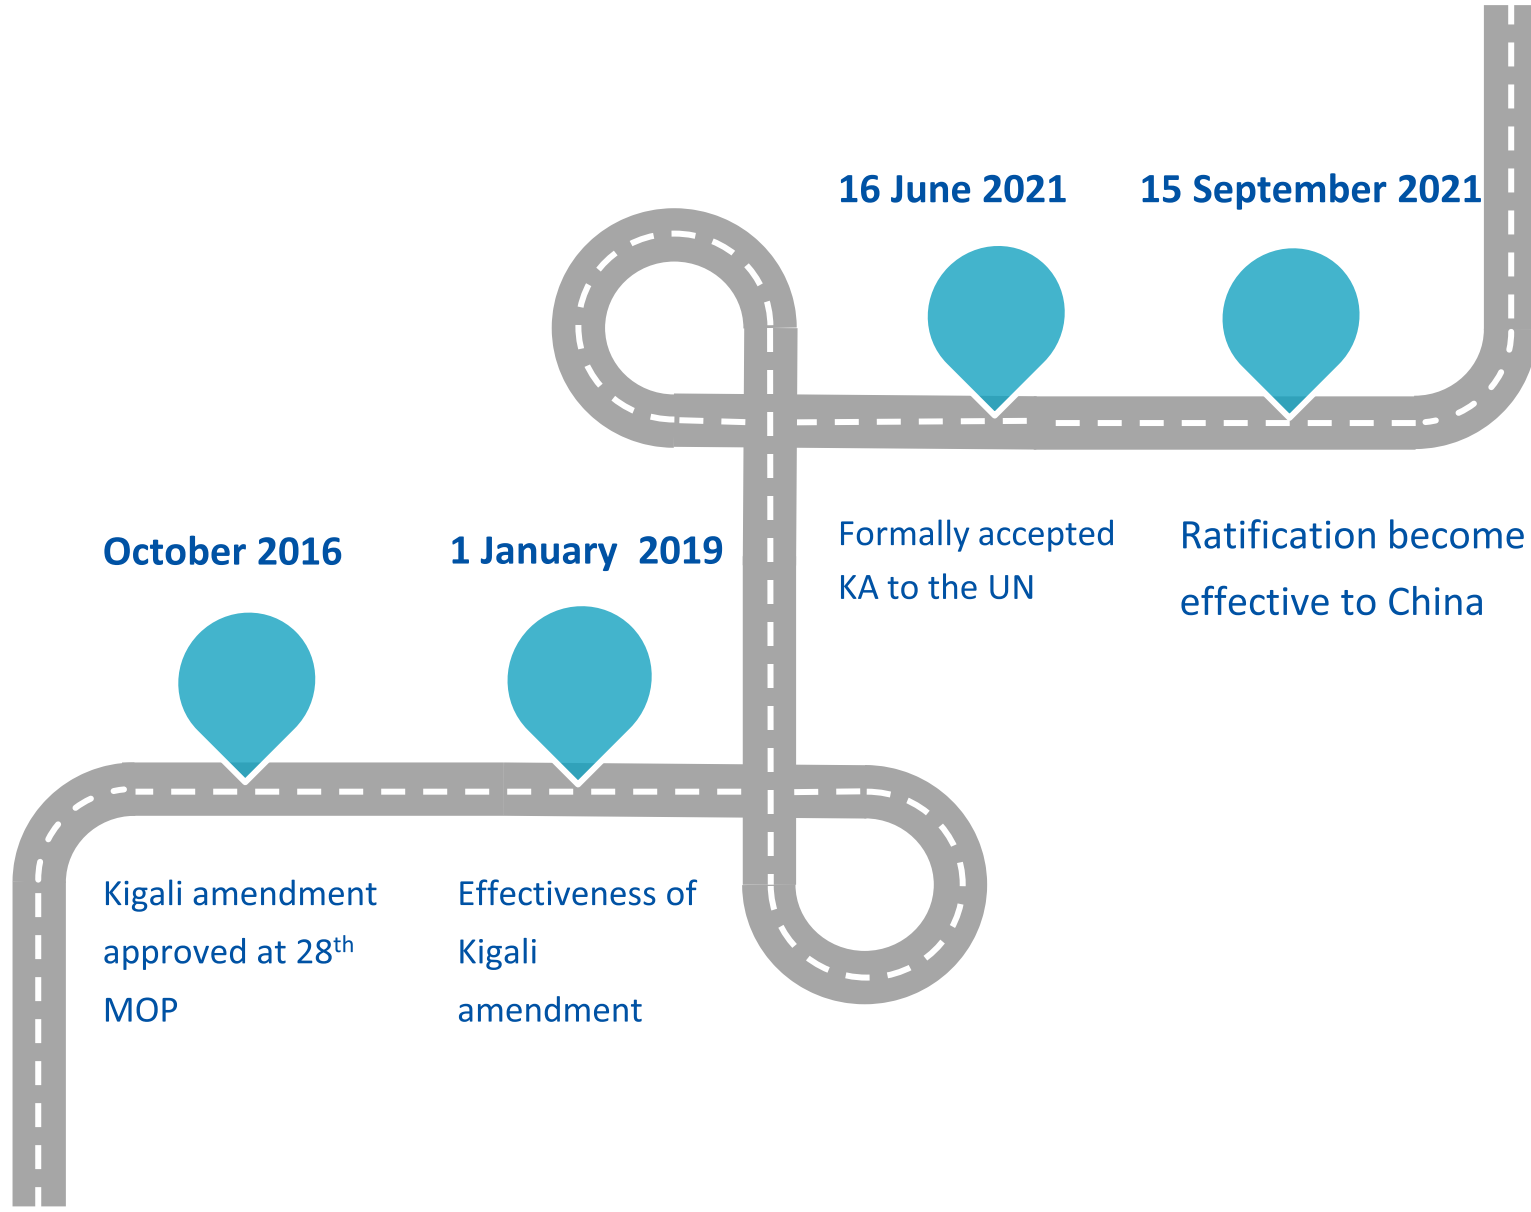 16 June 2021
15 September 2021
Formally accepted
KA to the UN
Ratification become
effective to China
October 2016
1 January  2019
Kigali amendment
approved at 28th
MOP
Effectiveness of
Kigali
amendment